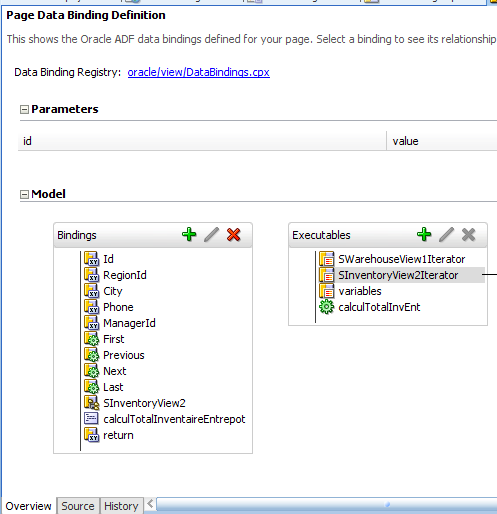 Page Data Binding Definition
This shows the Oracle ADF data bindings defined for your page. Select a binding to see its relationship
Data Binding Registry: oracle/view/DataBindings.cpx
Parameters
id value
Model
Bindings
Id
RegionId
City
Phone
ManagerId
First
Previous
Next
Last
SInventoryView2
calculTotalInventaireEntrepot
return
Executables
SWarehouseView1Iterator
SInventoryView2Iterator
variables
calculTotalInvEnt
Overview Source History